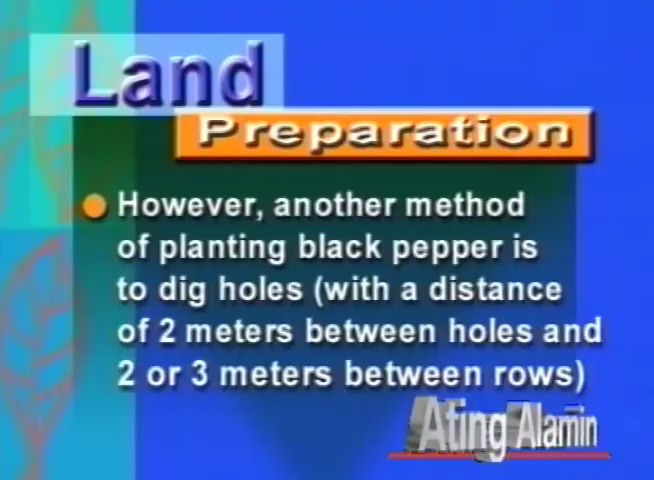 Land
Preparation
However, another method
of planting black pepper is
to dig holes (with a distance
of 2 meters between holes and
2 or 3 meters between rows)
Ating Alamin